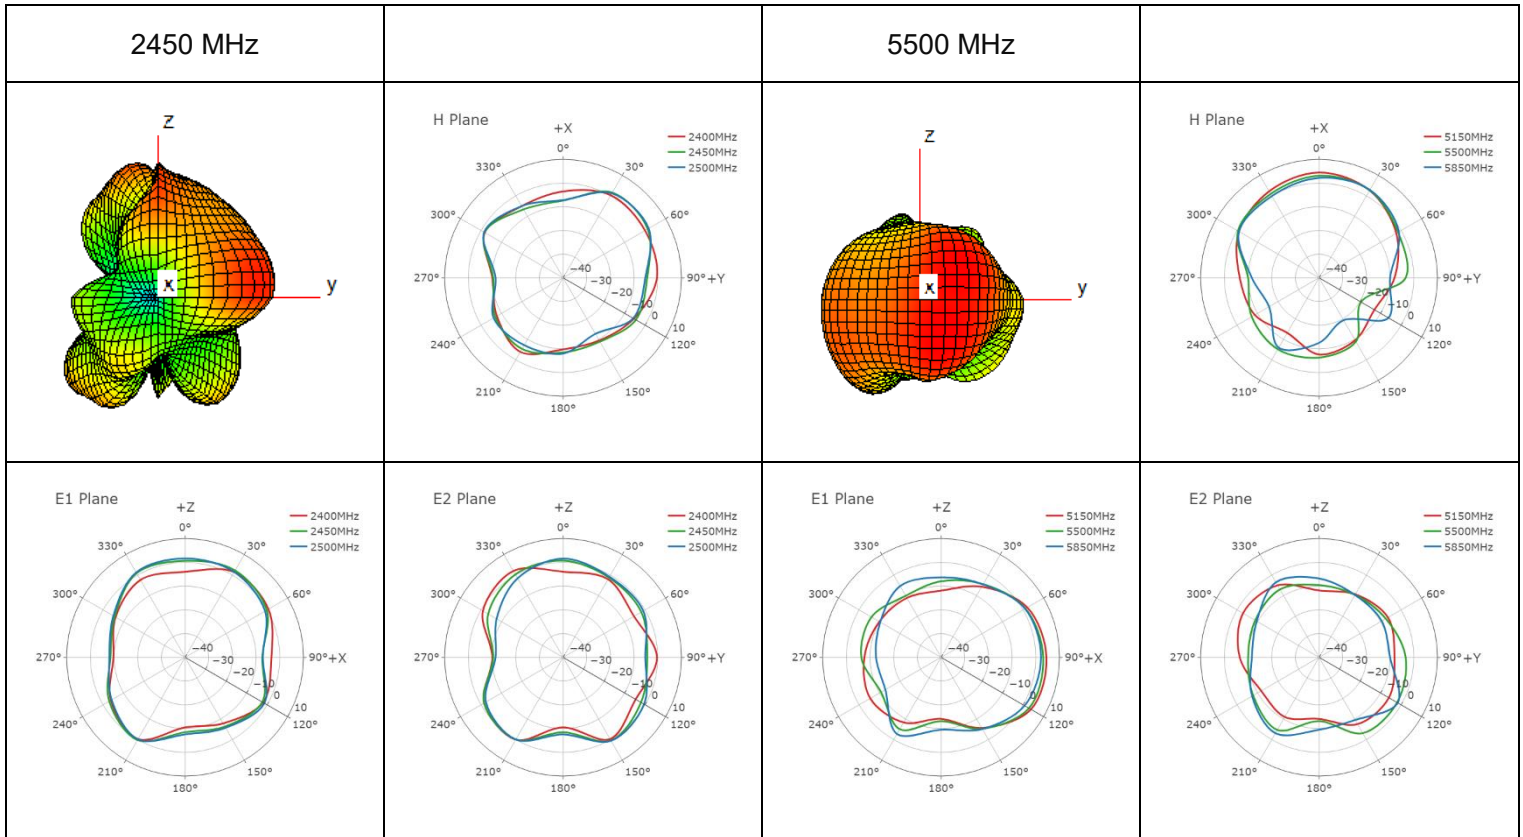 2450 MHz
5500 MHz
Z
x
y
H Plane
+X
0°
2400MHz
2450MHz
2500MHz
330°
30°
300°
60°
270°
90°+Y
240°
120°
210°
150°
180°
−40
−30
−20
−10
0
10
Z
x
y
H Plane
+X
0°
5150MHz
5500MHz
5850MHz
330°
30°
300°
60°
270°
90°+Y
240°
120°
210°
150°
180°
−40
−30
−20
−10
0
10
E1 Plane
+Z
0°
2400MHz
2450MHz
2500MHz
330°
30°
300°
60°
270°
90°+X
240°
120°
210°
150°
180°
−40
−30
−20
−10
0
10
E2 Plane
+Z
0°
2400MHz
2450MHz
2500MHz
330°
30°
300°
60°
270°
90°+Y
240°
120°
210°
150°
180°
−40
−30
−20
−10
0
10
E1 Plane
+Z
0°
5150MHz
5500MHz
5850MHz
330°
30°
300°
60°
270°
90°+X
240°
120°
210°
150°
180°
−40
−30
−20
−10
0
10
E2 Plane
+Z
0°
5150MHz
5500MHz
5850MHz
330°
30°
300°
60°
270°
90°+Y
240°
120°
210°
150°
180°
−40
−30
−20
−10
0
10